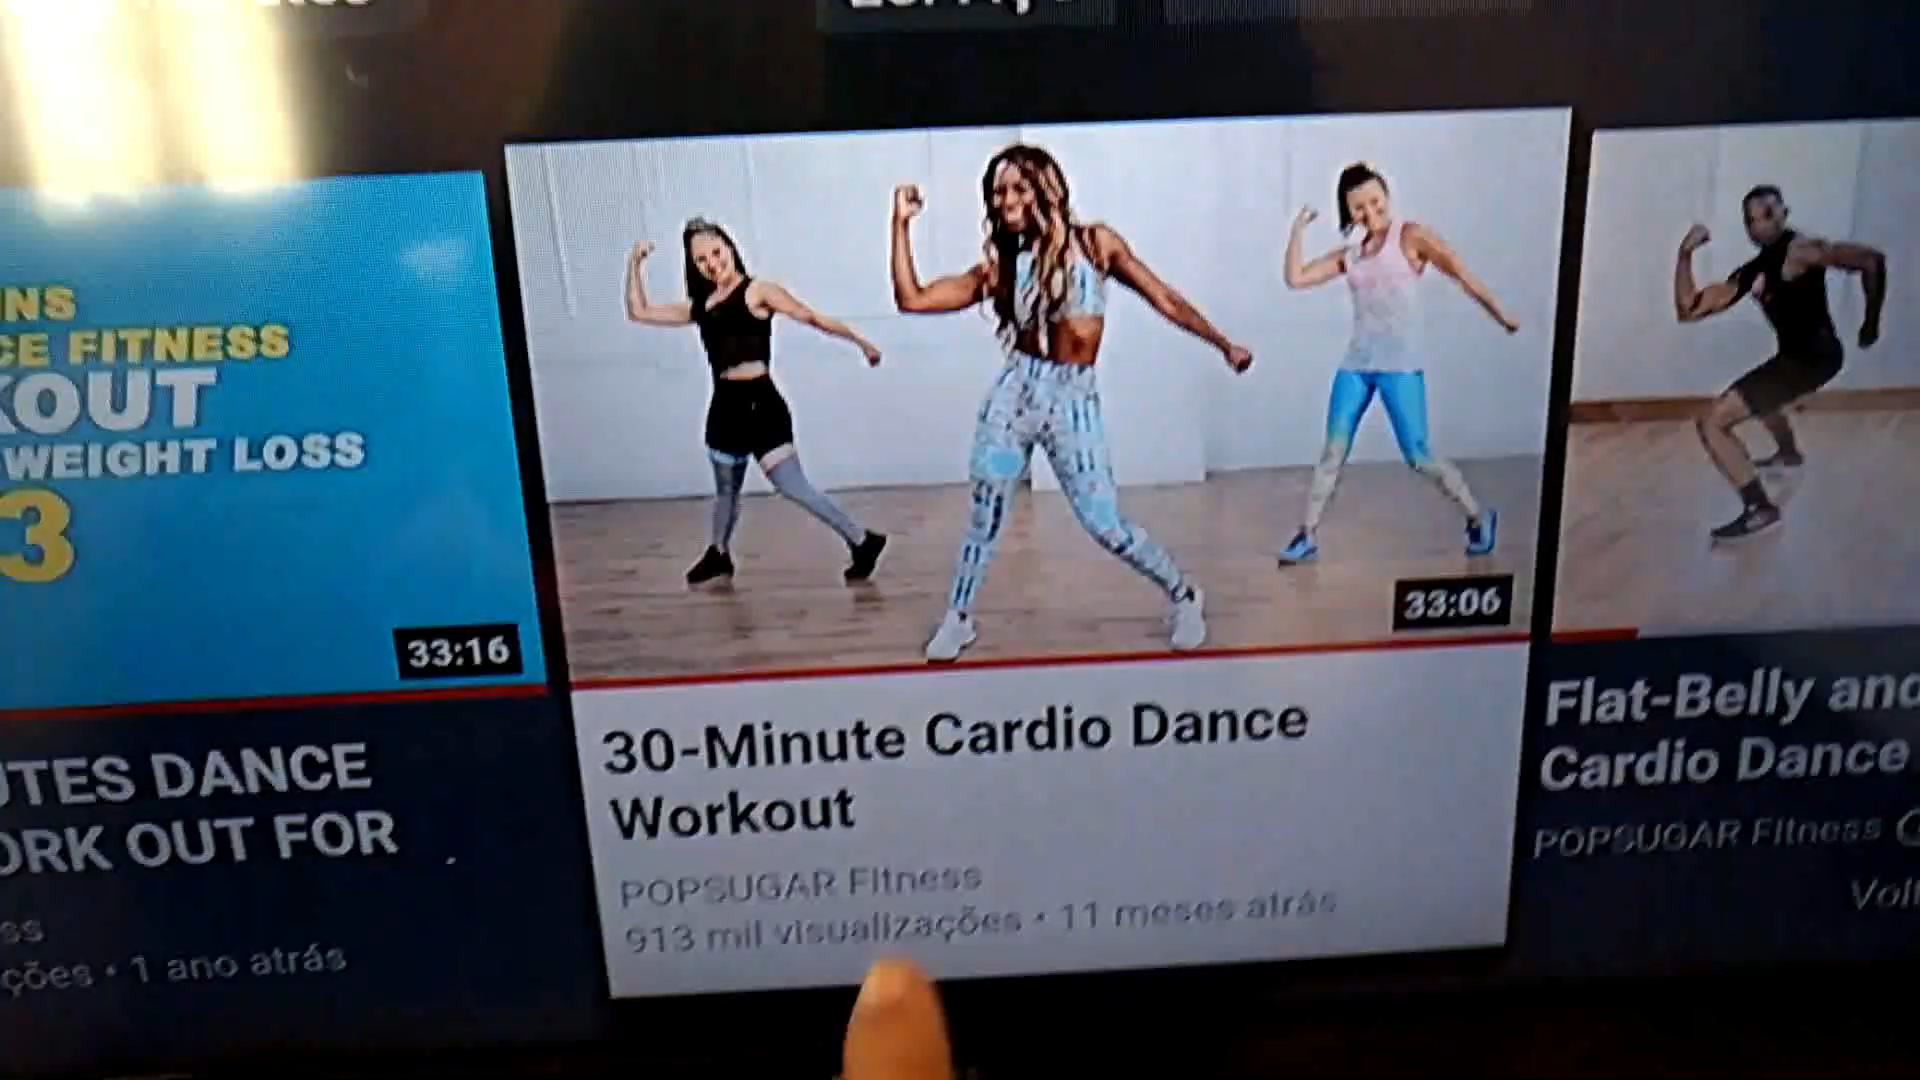 NS
CE FITNESS
KOUT
WEIGHT LOSS
3
33:16
UTES DANCE
ORK OUT FOR
ss
ções • 1 ano atrás
33:06
30-Minute Cardio Dance
Workout
POPSUGAR Fitness
913 mil visualizações • 11 meses atrás
Flat-Belly and
Cardio Dance
POPSUGAR Fitness
Volt